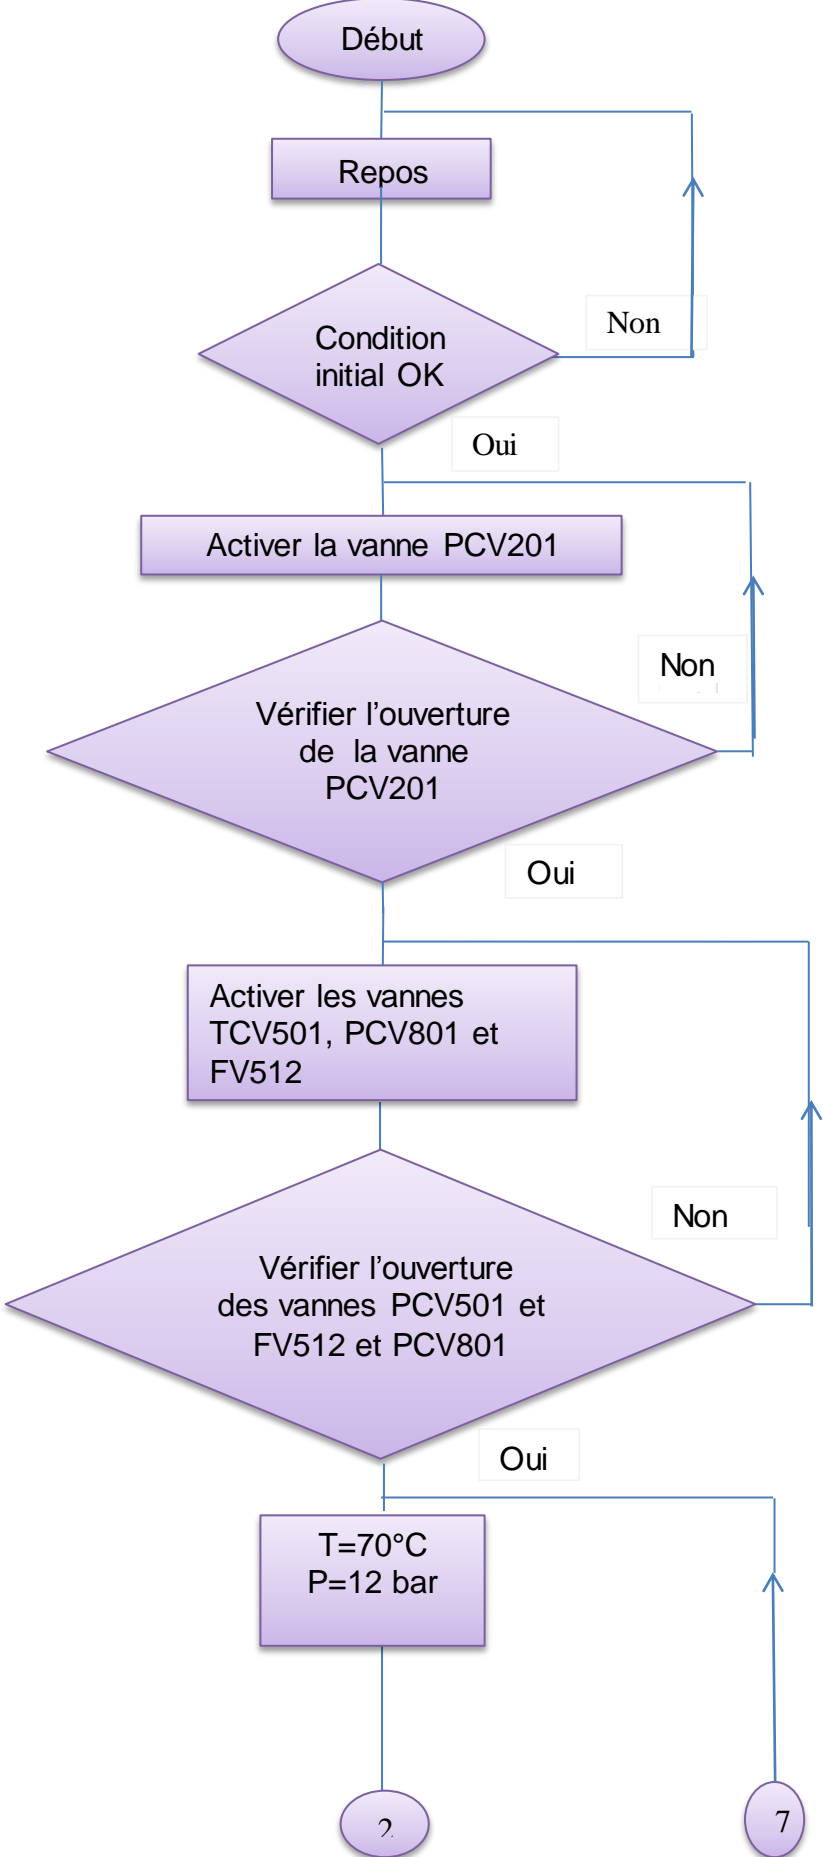 Début
Repos
Condition
initial OK
Non
Oui
Activer la vanne PCV201
Non
Vérifier l’ouverture
de la vanne
PCV201
Oui
Activer les vannes
TCV501, PCV801 et
FV512
Non
Vérifier l’ouverture
des vannes PCV501 et
FV512 et PCV801
Oui
T=70°C
P=12 bar
2
7